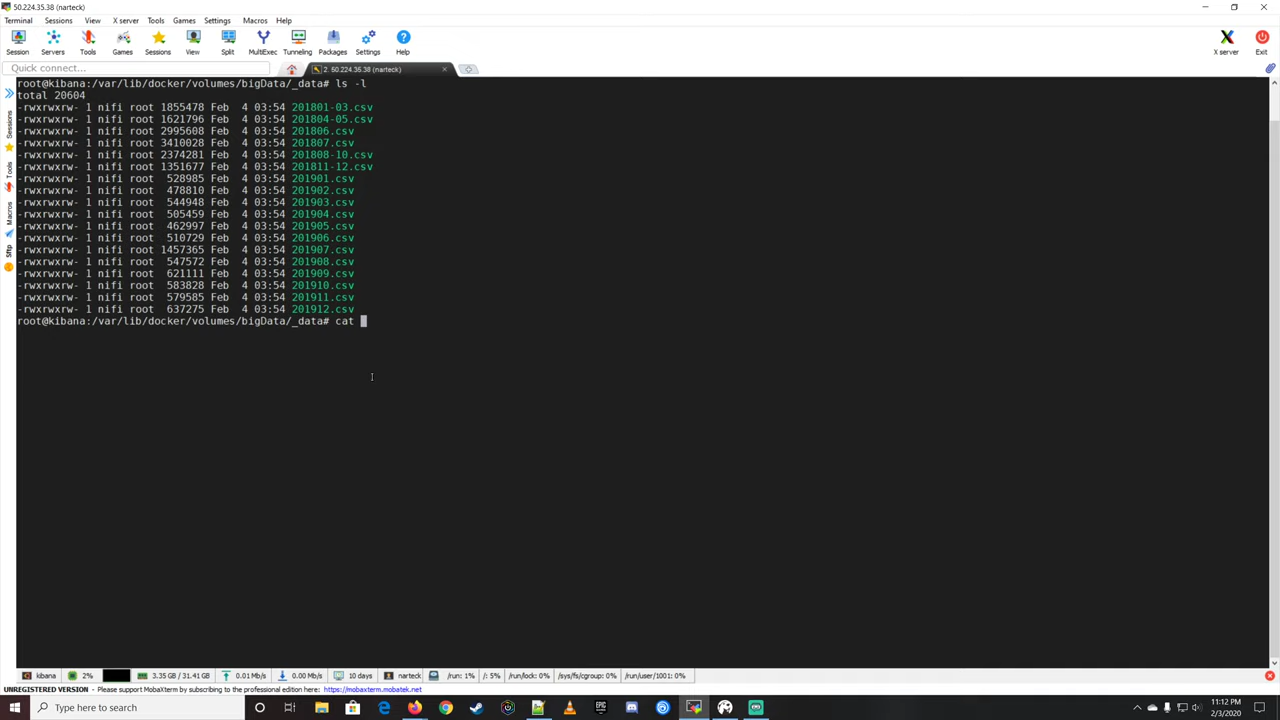 50.224.35.38 (narteck)
Terminal Sessions View X server Tools Games Settings Macros Help
Session Servers Tools Games Sessions View Split MultiExec Tunneling Packages Settings Help X server Exit
Quick connect...
2. 50.224.35.38 (narteck)
root@kibana:/var/lib/docker/volumes/bigData/_data# ls -l
total 20604
-rwxrwxrw- 1 nifi root 1855478 Feb 4 03:54 201801-03.csv
-rwxrwxrw- 1 nifi root 1621796 Feb 4 03:54 201804-05.csv
-rwxrwxrw- 1 nifi root 2995608 Feb 4 03:54 201806.csv
-rwxrwxrw- 1 nifi root 3410028 Feb 4 03:54 201807.csv
-rwxrwxrw- 1 nifi root 2374281 Feb 4 03:54 201808-10.csv
-rwxrwxrw- 1 nifi root 1351677 Feb 4 03:54 201811-12.csv
-rwxrwxrw- 1 nifi root 528985 Feb 4 03:54 201901.csv
-rwxrwxrw- 1 nifi root 478810 Feb 4 03:54 201902.csv
-rwxrwxrw- 1 nifi root 544948 Feb 4 03:54 201903.csv
-rwxrwxrw- 1 nifi root 505459 Feb 4 03:54 201904.csv
-rwxrwxrw- 1 nifi root 462997 Feb 4 03:54 201905.csv
-rwxrwxrw- 1 nifi root 510729 Feb 4 03:54 201906.csv
-rwxrwxrw- 1 nifi root 1457365 Feb 4 03:54 201907.csv
-rwxrwxrw- 1 nifi root 547572 Feb 4 03:54 201908.csv
-rwxrwxrw- 1 nifi root 621111 Feb 4 03:54 201909.csv
-rwxrwxrw- 1 nifi root 583828 Feb 4 03:54 201910.csv
-rwxrwxrw- 1 nifi root 579585 Feb 4 03:54 201911.csv
-rwxrwxrw- 1 nifi root 637275 Feb 4 03:54 201912.csv
root@kibana:/var/lib/docker/volumes/bigData/_data# cat
Sessions
Tools
Macros
Sftp
kibana 2% 3.35 GB / 31.41 GB 0.01 Mb/s 0.00 Mb/s 10 days narteck /run: 1% /: 5% /run/lock: 0% /sys/fs/cgroup: 0% /run/user/1001: 0%
UNREGISTERED VERSION - Please support MobaXterm by subscribing to the professional edition here: https://mobaxterm.mobatek.net
Type here to search
11:12 PM
2/3/2020